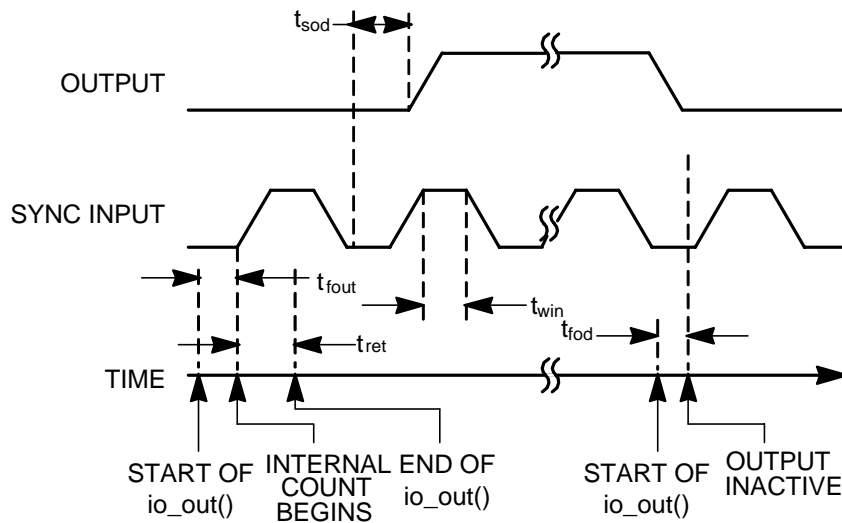 tsod
OUTPUT
SYNC INPUT
tfout
twin
tret
tfod
TIME
START OF
io_out()
INTERNAL
COUNT
BEGINS
END OF
io_out()
START OF
io_out()
OUTPUT
INACTIVE